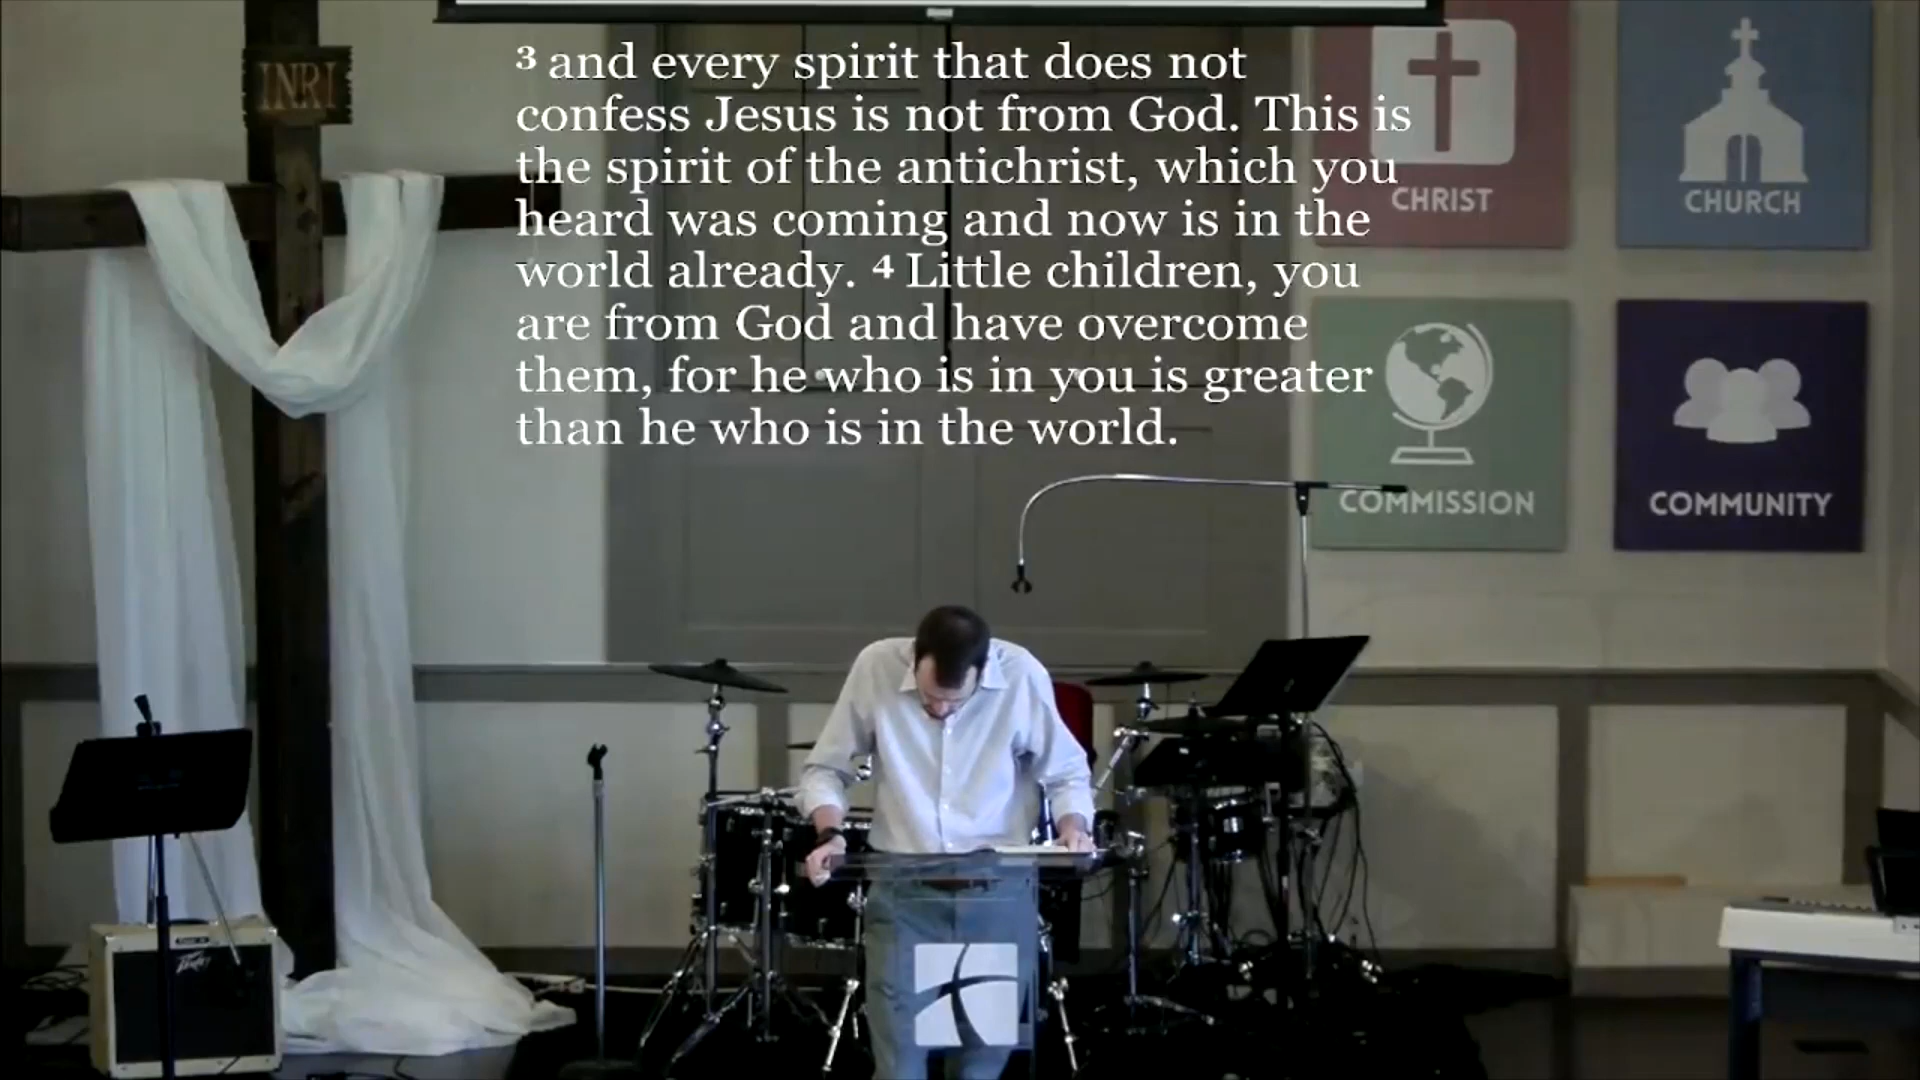 INRI
3 and every spirit that does not
confess Jesus is not from God. This is
the spirit of the antichrist, which you
heard was coming and now is in the
world already. 4 Little children, you
are from God and have overcome
them, for he who is in you is greater
than he who is in the world.
CHRIST
CHURCH
COMMISSION
COMMUNITY
Peavey